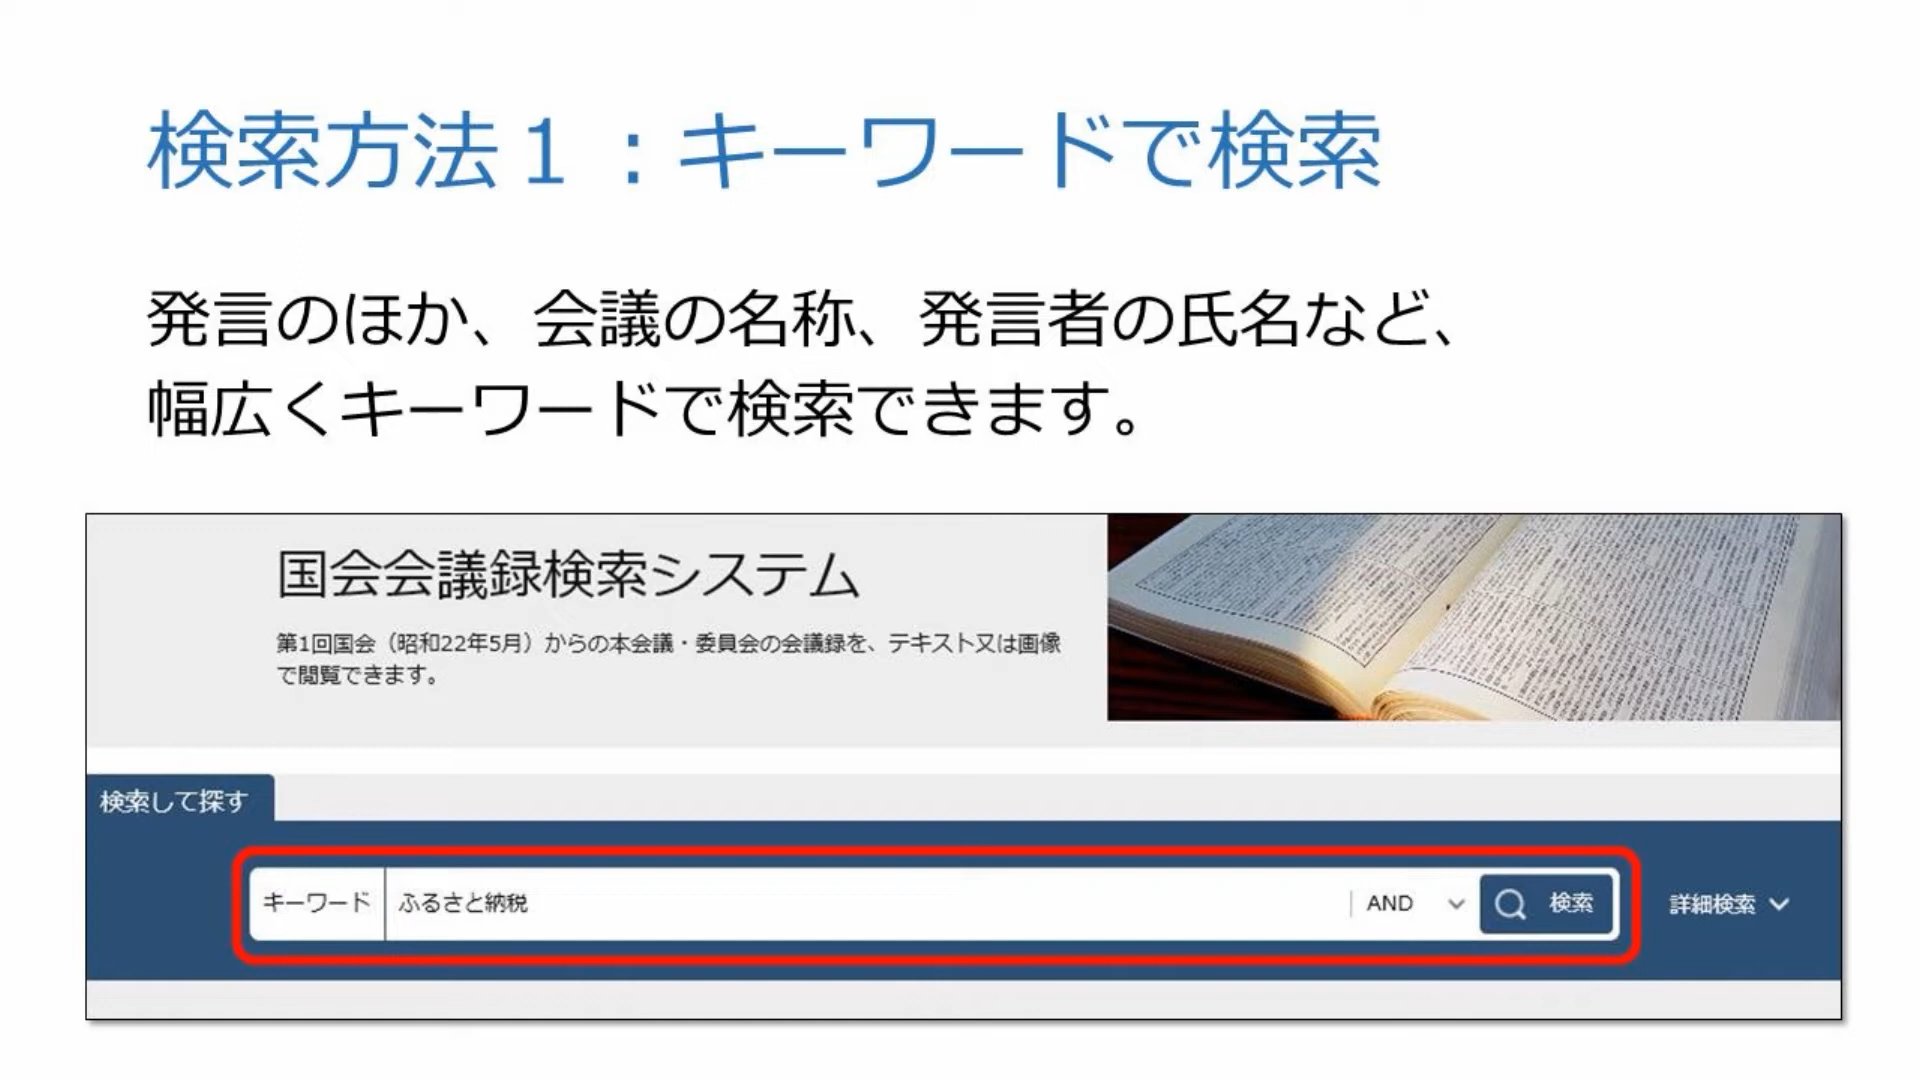 検索方法１：キーワードで検索
発言のほか、会議の名称、発言者の氏名など、
幅広くキーワードで検索できます。
国会会議録検索システム
第1回国会（昭和22年5月）からの本会議・委員会の会議録を、テキスト又は画像
で閲覧できます。
検索して探す
キーワード ふるさと納税 AND 検索 詳細検索